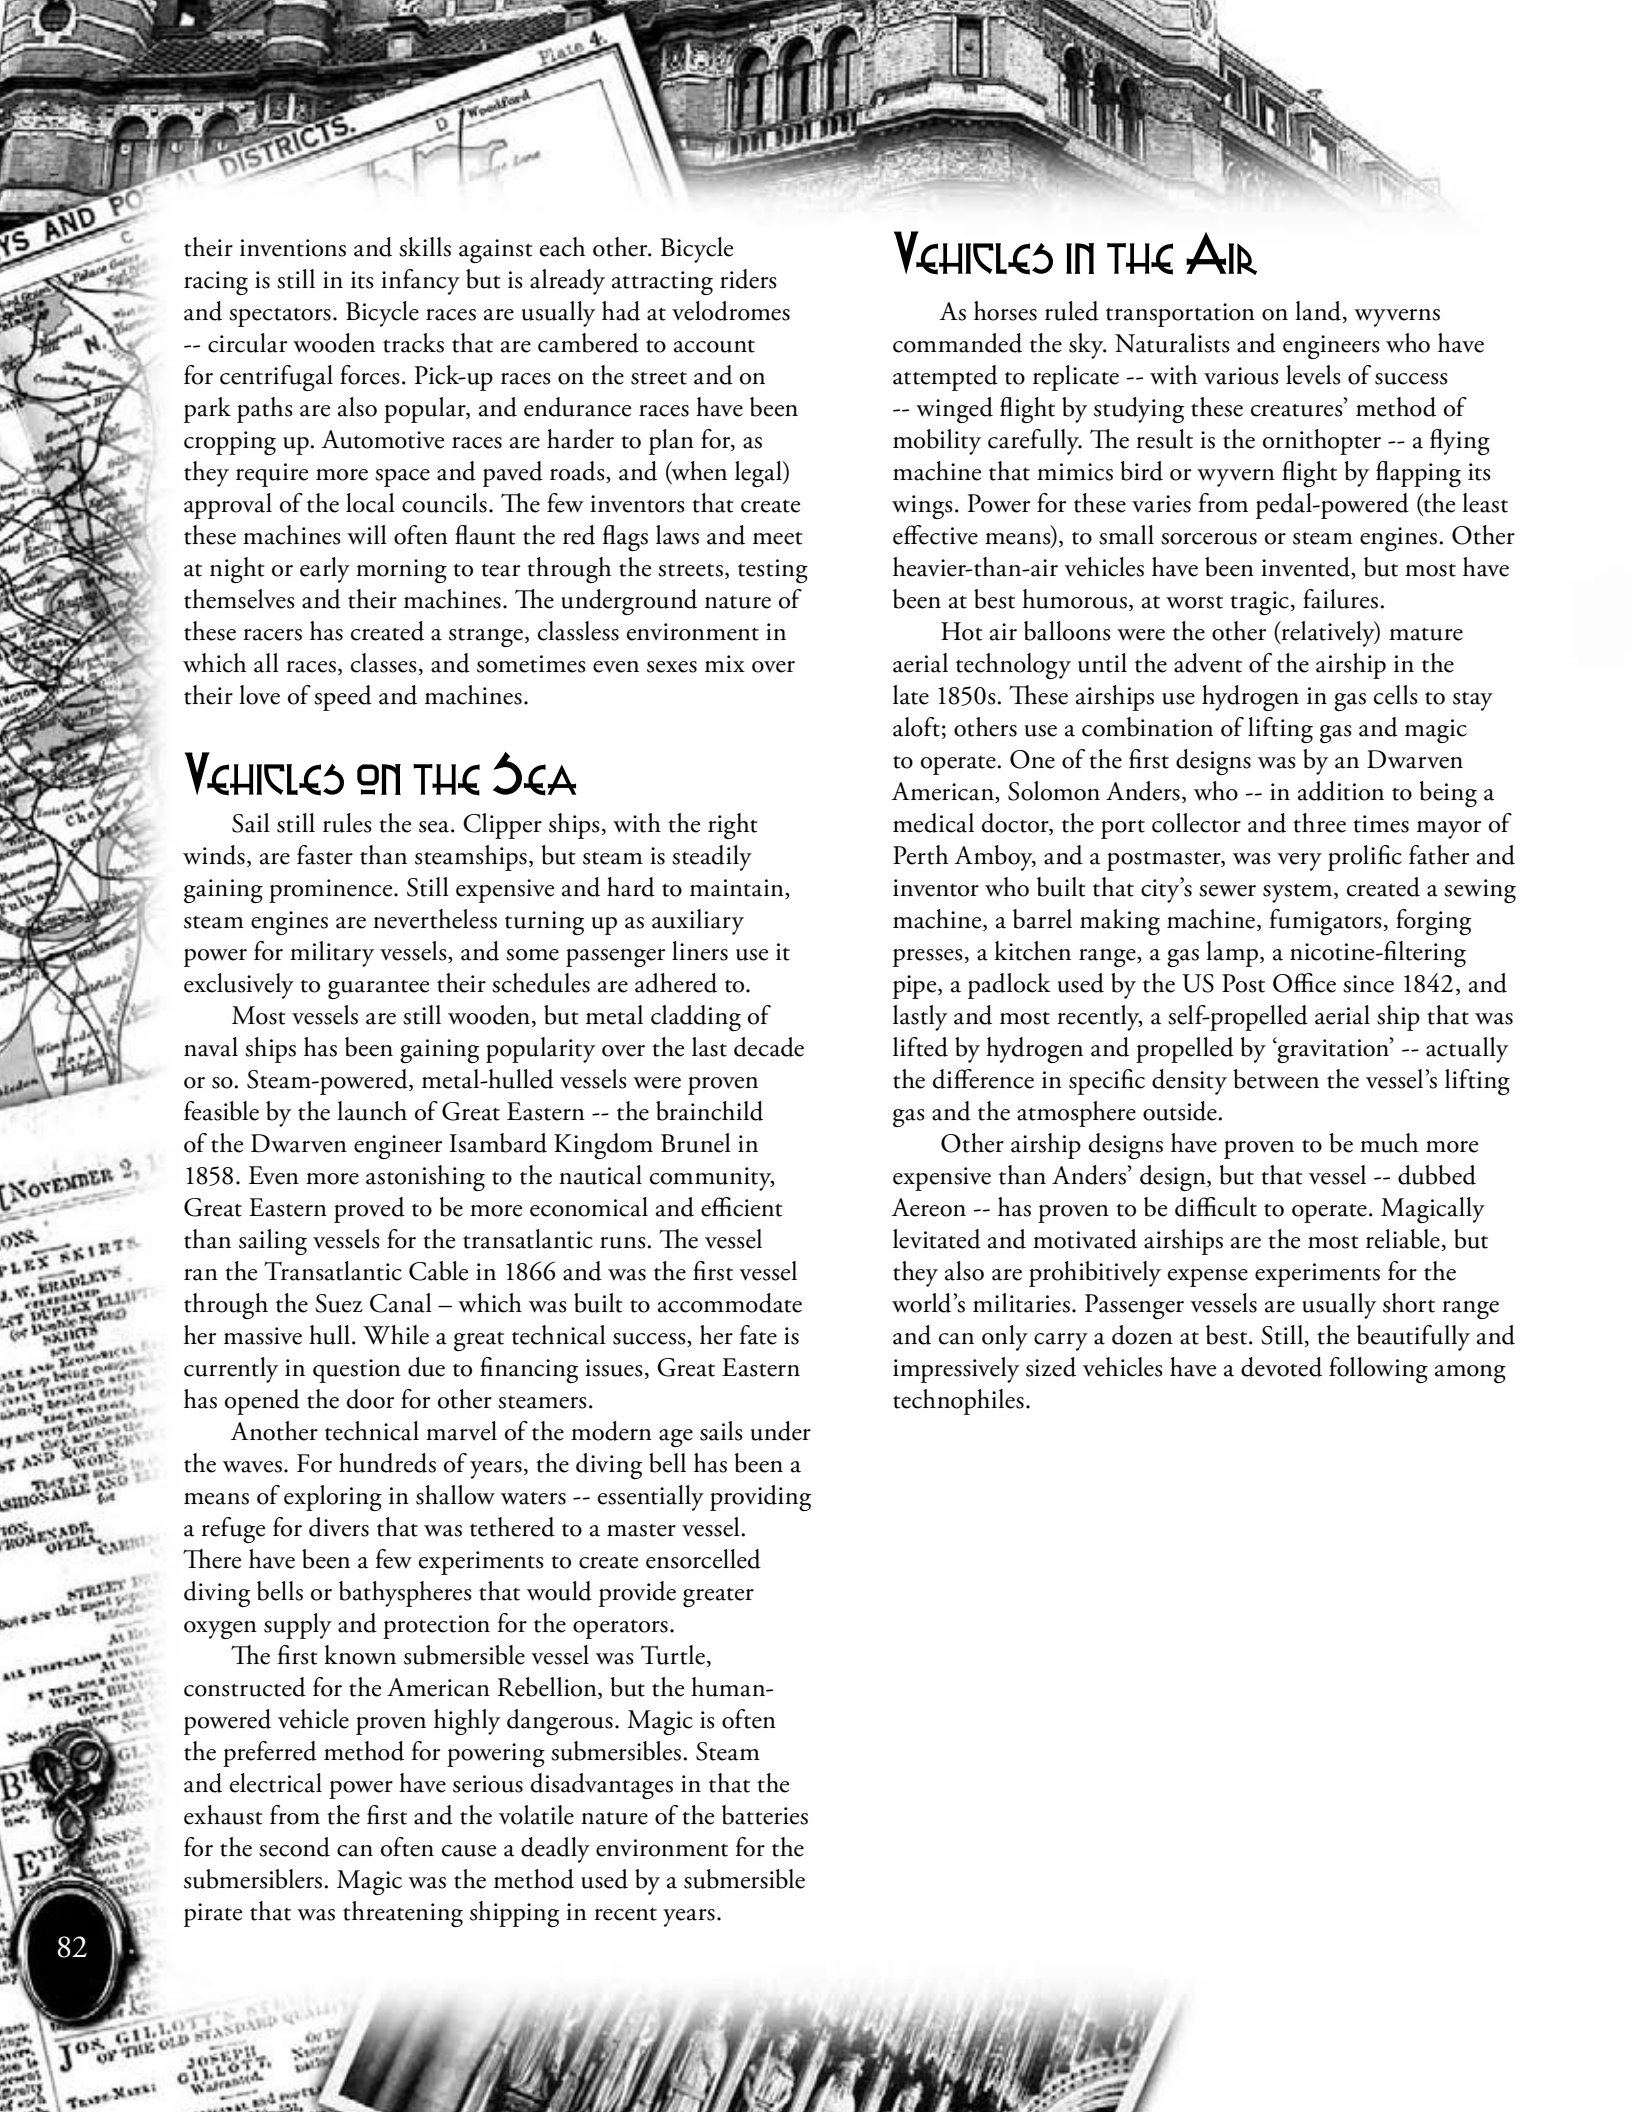 Plate 4.
Woodford
D
DISTRICTS.
YS AND PO
C
N.
their inventions and skills against each other. Bicycle
racing is still in its infancy but is already attracting riders
and spectators. Bicycle races are usually had at velodromes
-- circular wooden tracks that are cambered to account
for centrifugal forces. Pick-up races on the street and on
park paths are also popular, and endurance races have been
cropping up. Automotive races are harder to plan for, as
they require more space and paved roads, and (when legal)
approval of the local councils. The few inventors that create
these machines will often flaunt the red flags laws and meet
at night or early morning to tear through the streets, testing
themselves and their machines. The underground nature of
these racers has created a strange, classless environment in
which all races, classes, and sometimes even sexes mix over
their love of speed and machines.
Vehicles on the Sea
Sail still rules the sea. Clipper ships, with the right
winds, are faster than steamships, but steam is steadily
gaining prominence. Still expensive and hard to maintain,
steam engines are nevertheless turning up as auxiliary
power for military vessels, and some passenger liners use it
exclusively to guarantee their schedules are adhered to.
Most vessels are still wooden, but metal cladding of
naval ships has been gaining popularity over the last decade
or so. Steam-powered, metal-hulled vessels were proven
feasible by the launch of Great Eastern -- the brainchild
of the Dwarven engineer Isambard Kingdom Brunel in
1858. Even more astonishing to the nautical community,
Great Eastern proved to be more economical and efficient
than sailing vessels for the transatlantic runs. The vessel
ran the Transatlantic Cable in 1866 and was the first vessel
through the Suez Canal – which was built to accommodate
her massive hull. While a great technical success, her fate is
currently in question due to financing issues, Great Eastern
has opened the door for other steamers.
Another technical marvel of the modern age sails under
the waves. For hundreds of years, the diving bell has been a
means of exploring in shallow waters -- essentially providing
a refuge for divers that was tethered to a master vessel.
There have been a few experiments to create ensorcelled
diving bells or bathyspheres that would provide greater
oxygen supply and protection for the operators.
The first known submersible vessel was Turtle,
constructed for the American Rebellion, but the human-
powered vehicle proven highly dangerous. Magic is often
the preferred method for powering submersibles. Steam
and electrical power have serious disadvantages in that the
exhaust from the first and the volatile nature of the batteries
for the second can often cause a deadly environment for the
submersiblers. Magic was the method used by a submersible
pirate that was threatening shipping in recent years.
Vehicles in the Air
As horses ruled transportation on land, wyverns
commanded the sky. Naturalists and engineers who have
attempted to replicate -- with various levels of success
-- winged flight by studying these creatures’ method of
mobility carefully. The result is the ornithopter -- a flying
machine that mimics bird or wyvern flight by flapping its
wings. Power for these varies from pedal-powered (the least
effective means), to small sorcerous or steam engines. Other
heavier-than-air vehicles have been invented, but most have
been at best humorous, at worst tragic, failures.
Hot air balloons were the other (relatively) mature
aerial technology until the advent of the airship in the
late 1850s. These airships use hydrogen in gas cells to stay
aloft; others use a combination of lifting gas and magic
to operate. One of the first designs was by an Dwarven
American, Solomon Anders, who -- in addition to being a
medical doctor, the port collector and three times mayor of
Perth Amboy, and a postmaster, was very prolific father and
inventor who built that city’s sewer system, created a sewing
machine, a barrel making machine, fumigators, forging
presses, a kitchen range, a gas lamp, a nicotine-filtering
pipe, a padlock used by the US Post Office since 1842, and
lastly and most recently, a self-propelled aerial ship that was
lifted by hydrogen and propelled by ‘gravitation’ -- actually
the difference in specific density between the vessel’s lifting
gas and the atmosphere outside.
Other airship designs have proven to be much more
expensive than Anders’ design, but that vessel -- dubbed
Aereon -- has proven to be difficult to operate. Magically
levitated and motivated airships are the most reliable, but
they also are prohibitively expense experiments for the
world’s militaries. Passenger vessels are usually short range
and can only carry a dozen at best. Still, the beautifully and
impressively sized vehicles have a devoted following among
technophiles.
[NOVEMBER 2,
J. W. BRADLEY'S
SKIRTS
82
JOS. GILLOTT'S
OF THE OLD STANDARD
JOSEPH
GILLOTT,
Warranted.
TRADE-MARK: